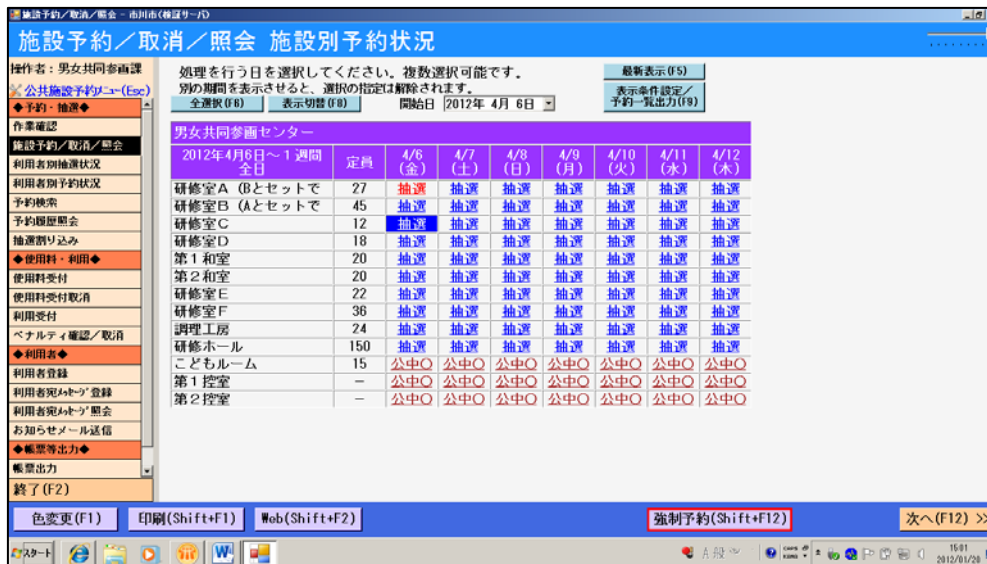 施設予約/取消/照会 - 市川市(検証サーバ)
施設予約/取消/照会 施設別予約状況
操作者:男女共同参画課
公共施設予約メニュー(Esc)
◆予約・抽選◆
作業確認
施設予約/取消/照会
利用者別抽選状況
利用者別予約状況
予約検索
予約履歴照会
抽選割り込み
◆使用料・利用◆
使用料受付
使用料受付取消
利用受付
ペナルティ確認/取消
◆利用者◆
利用者登録
利用者宛メッセージ登録
利用者宛メッセージ照会
お知らせメール送信
◆帳票等出力◆
帳票出力
終了(F2)
処理を行う日を選択してください。複数選択可能です。
別の期間を表示させると、選択の指定は解除されます。
全選択(F6) 表示切替(F8) 開始日 2012年 4月 6日
最新表示(F5)
表示条件設定/
予約一覧出力(F9)
男女共同参画センター
2012年4月6日~1週間 全日 定員 4/6(金) 4/7(土) 4/8(日) 4/9(月) 4/10(火) 4/11(水) 4/12(木)
研修室A (Bとセットで 27 抽選 抽選 抽選 抽選 抽選 抽選 抽選
研修室B (Aとセットで 45 抽選 抽選 抽選 抽選 抽選 抽選 抽選
研修室C 12 抽選 抽選 抽選 抽選 抽選 抽選 抽選
研修室D 18 抽選 抽選 抽選 抽選 抽選 抽選 抽選
第1和室 20 抽選 抽選 抽選 抽選 抽選 抽選 抽選
第2和室 20 抽選 抽選 抽選 抽選 抽選 抽選 抽選
研修室E 22 抽選 抽選 抽選 抽選 抽選 抽選 抽選
研修室F 36 抽選 抽選 抽選 抽選 抽選 抽選 抽選
調理工房 24 抽選 抽選 抽選 抽選 抽選 抽選 抽選
研修ホール 150 抽選 抽選 抽選 抽選 抽選 抽選 抽選
こどもルーム 15 公中○ 公中○ 公中○ 公中○ 公中○ 公中○ 公中○
第1控室 - 公中○ 公中○ 公中○ 公中○ 公中○ 公中○ 公中○
第2控室 - 公中○ 公中○ 公中○ 公中○ 公中○ 公中○ 公中○
色変更(F1) 印刷(Shift+F1) Web(Shift+F2) 強制予約(Shift+F12) 次へ(F12) >>
スタート
A 般
CAPS
KANA
15:01
2012/01/20